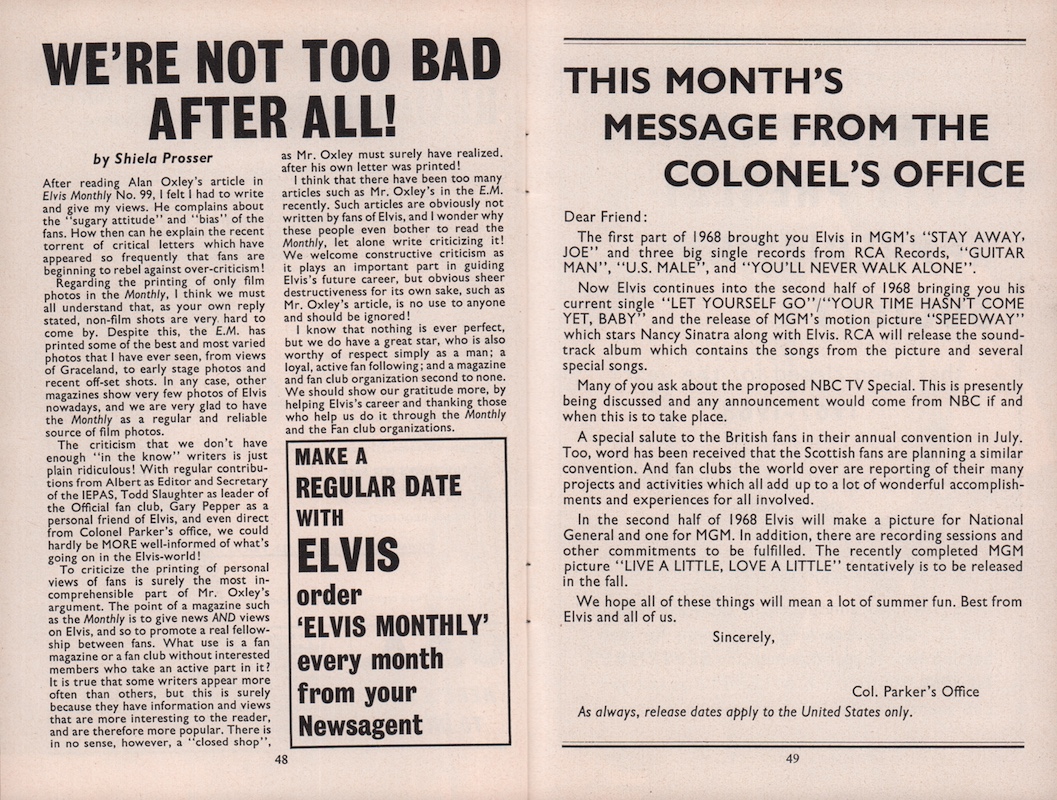 WE'RE NOT TOO BAD
AFTER ALL!
by Shiela Prosser
After reading Alan Oxley's article in
Elvis Monthly No. 99, I felt I had to write
and give my views. He complains about
the "sugary attitude" and "bias" of the
fans. How then can he explain the recent
torrent of critical letters which have
appeared so frequently that fans are
beginning to rebel against over-criticism!
Regarding the printing of only film
photos in the Monthly, I think we must
all understand that, as your own reply
stated, non-film shots are very hard to
come by. Despite this, the E.M. has
printed some of the best and most varied
photos that I have ever seen, from views
of Graceland, to early stage photos and
recent off-set shots. In any case, other
magazines show very few photos of Elvis
nowadays, and we are very glad to have
the Monthly as a regular and reliable
source of film photos.
The criticism that we don't have
enough "in the know" writers is just
plain ridiculous! With regular contribu-
tions from Albert as Editor and Secretary
of the IEPAS, Todd Slaughter as leader of
the Official fan club, Gary Pepper as a
personal friend of Elvis, and even direct
from Colonel Parker's office, we could
hardly be MORE well-informed of what's
going on in the Elvis-world!
To criticize the printing of personal
views of fans is surely the most in-
comprehensible part of Mr. Oxley's
argument. The point of a magazine such
as the Monthly is to give news AND views
on Elvis, and so to promote a real fellow-
ship between fans. What use is a fan
magazine or a fan club without interested
members who take an active part in it?
It is true that some writers appear more
often than others, but this is surely
because they have information and views
that are more interesting to the reader,
and are therefore more popular. There is
in no sense, however, a "closed shop",
as Mr. Oxley must surely have realized.
after his own letter was printed!
I think that there have been too many
articles such as Mr. Oxley's in the E.M.
recently. Such articles are obviously not
written by fans of Elvis, and I wonder why
these people even bother to read the
Monthly, let alone write criticizing it!
We welcome constructive criticism as
it plays an important part in guiding
Elvis's future career, but obvious sheer
destructiveness for its own sake, such as
Mr. Oxley's article, is no use to anyone
and should be ignored!
I know that nothing is ever perfect,
but we do have a great star, who is also
worthy of respect simply as a man; a
loyal, active fan following; and a magazine
and fan club organization second to none.
We should show our gratitude more, by
helping Elvis's career and thanking those
who help us do it through the Monthly
and the Fan club organizations.
MAKE A
REGULAR DATE
WITH
ELVIS
order
'ELVIS MONTHLY'
every month
from your
Newsagent
48
THIS MONTH'S
MESSAGE FROM THE
COLONEL'S OFFICE
Dear Friend:
The first part of 1968 brought you Elvis in MGM's "STAY AWAY,
JOE" and three big single records from RCA Records, "GUITAR
MAN", "U.S. MALE", and "YOU'LL NEVER WALK ALONE".
Now Elvis continues into the second half of 1968 bringing you his
current single "LET YOURSELF GO"/"YOUR TIME HASN'T COME
YET, BABY" and the release of MGM's motion picture "SPEEDWAY"
which stars Nancy Sinatra along with Elvis. RCA will release the sound-
track album which contains the songs from the picture and several
special songs.
Many of you ask about the proposed NBC TV Special. This is presently
being discussed and any announcement would come from NBC if and
when this is to take place.
A special salute to the British fans in their annual convention in July.
Too, word has been received that the Scottish fans are planning a similar
convention. And fan clubs the world over are reporting of their many
projects and activities which all add up to a lot of wonderful accomplish-
ments and experiences for all involved.
In the second half of 1968 Elvis will make a picture for National
General and one for MGM. In addition, there are recording sessions and
other commitments to be fulfilled. The recently completed MGM
picture "LIVE A LITTLE, LOVE A LITTLE" tentatively is to be released
in the fall.
We hope all of these things will mean a lot of summer fun. Best from
Elvis and all of us.
Sincerely,
Col. Parker's Office
As always, release dates apply to the United States only.
49